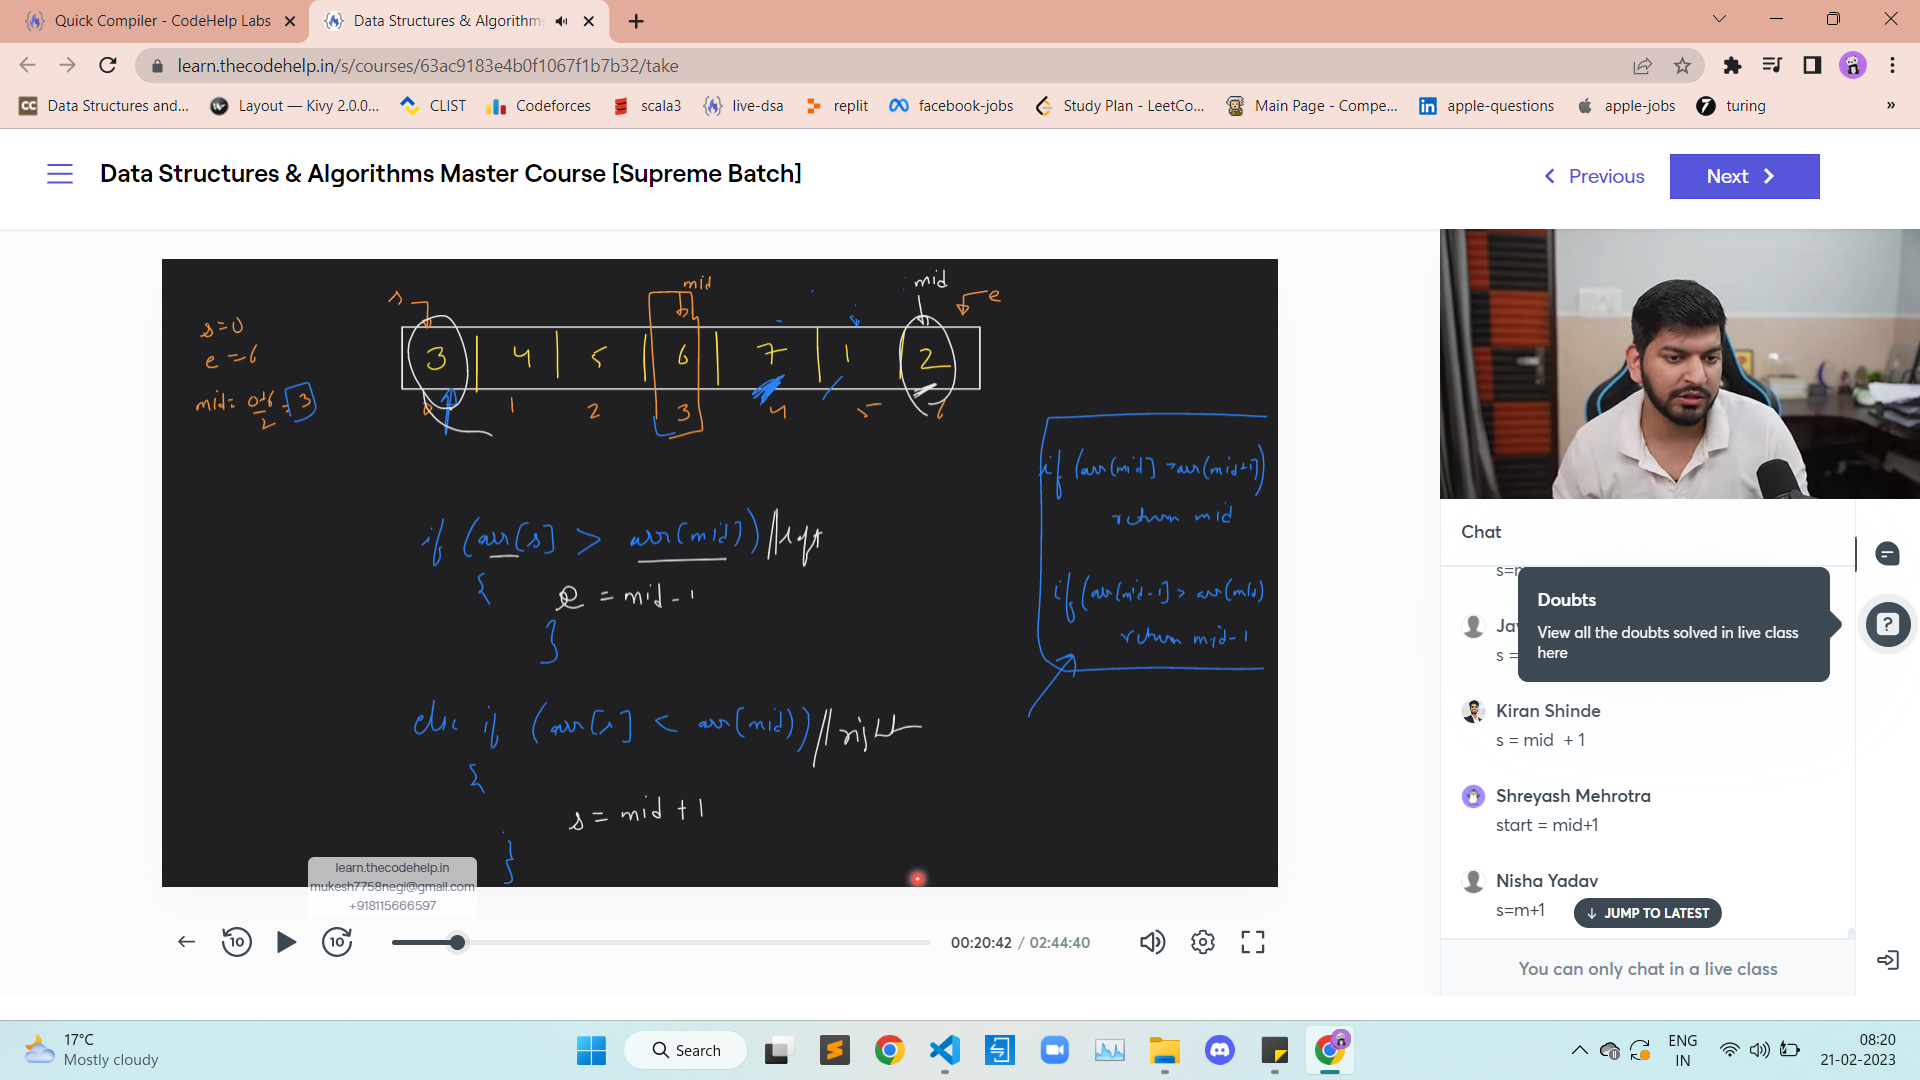 Quick Compiler - CodeHelp Labs
Data Structures & Algorithms
learn.thecodehelp.in/s/courses/63ac9183e4b0f1067f1b7b32/take
CC Data Structures and...
Layout — Kivy 2.0.0...
CLIST
Codeforces
scala3
live-dsa
replit
facebook-jobs
Study Plan - LeetCo...
Main Page - Compe...
in apple-questions
apple-jobs
turing
»
Data Structures & Algorithms Master Course [Supreme Batch]
Previous
Next
s
mid
mid
e
s=0
e=6
mid= 0+6/2 = 3
3 4 5 6 7 1 2
0 1 2 3 4 5 6
if (arr[mid] > arr[mid+1])
return mid
if (arr[mid-1] > arr[mid])
return mid-1
if (arr[s] > arr[mid]) //left
{
e = mid-1
}
else if (arr[s] < arr[mid]) //right
{
s = mid+1
}
learn.thecodehelp.in
mukesh7758negi@gmail.com
+918115666597
10
10
00:20:42 / 02:44:40
Chat
Doubts
View all the doubts solved in live class
here
?
s =
Kiran Shinde
s = mid + 1
Shreyash Mehrotra
start = mid+1
Nisha Yadav
s=m+1
JUMP TO LATEST
You can only chat in a live class
17°C
Mostly cloudy
Search
ENG
IN
08:20
21-02-2023